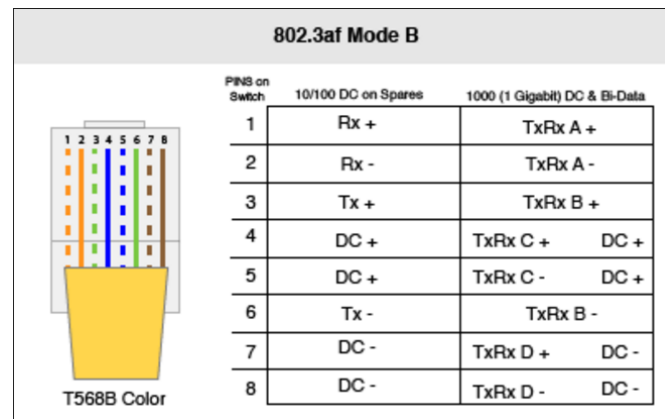 802.3af Mode B
PINS on Switch 10/100 DC on Spares 1000 (1 Gigabit) DC & Bi-Data
1 2 3 4 5 6 7 8
1 Rx + TxRx A +
2 Rx - TxRx A -
3 Tx + TxRx B +
4 DC + TxRx C + DC +
5 DC + TxRx C - DC +
6 Tx - TxRx B -
7 DC - TxRx D + DC -
8 DC - TxRx D - DC -
T568B Color